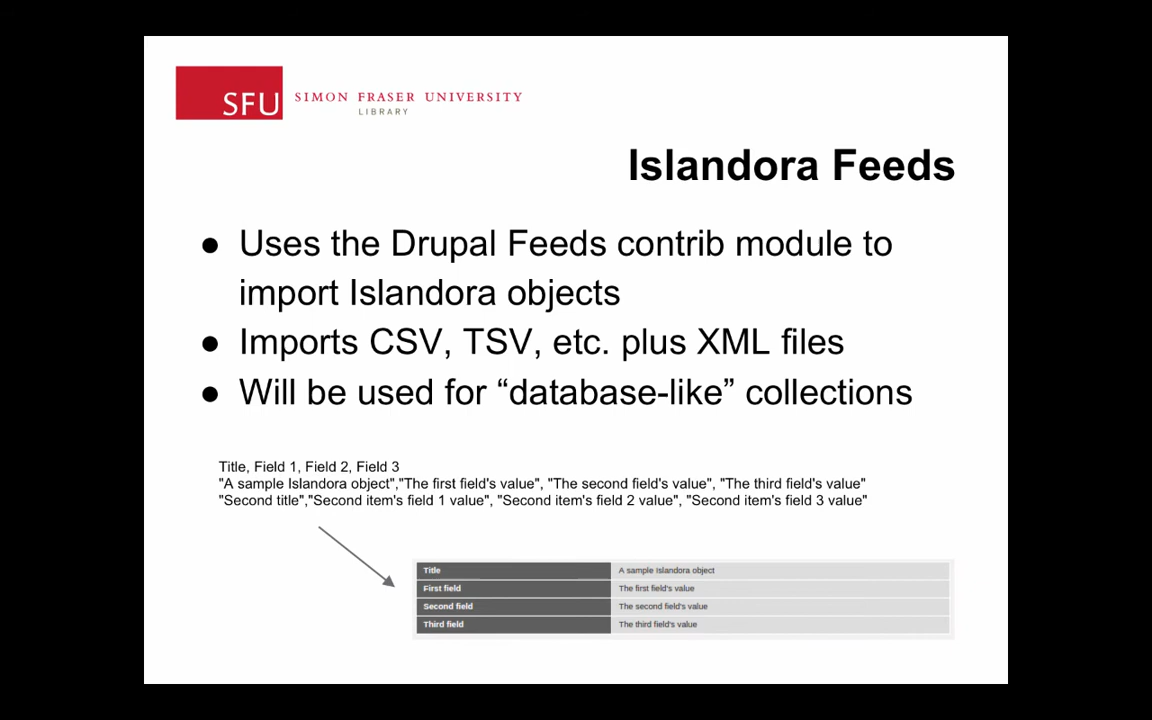 SFU SIMON FRASER UNIVERSITY
LIBRARY
Islandora Feeds
● Uses the Drupal Feeds contrib module to
import Islandora objects
● Imports CSV, TSV, etc. plus XML files
● Will be used for “database-like” collections
Title, Field 1, Field 2, Field 3
"A sample Islandora object","The first field's value", "The second field's value", "The third field's value"
"Second title","Second item's field 1 value", "Second item's field 2 value", "Second item's field 3 value"
Title A sample Islandora object
First field The first field's value
Second field The second field's value
Third field The third field's value